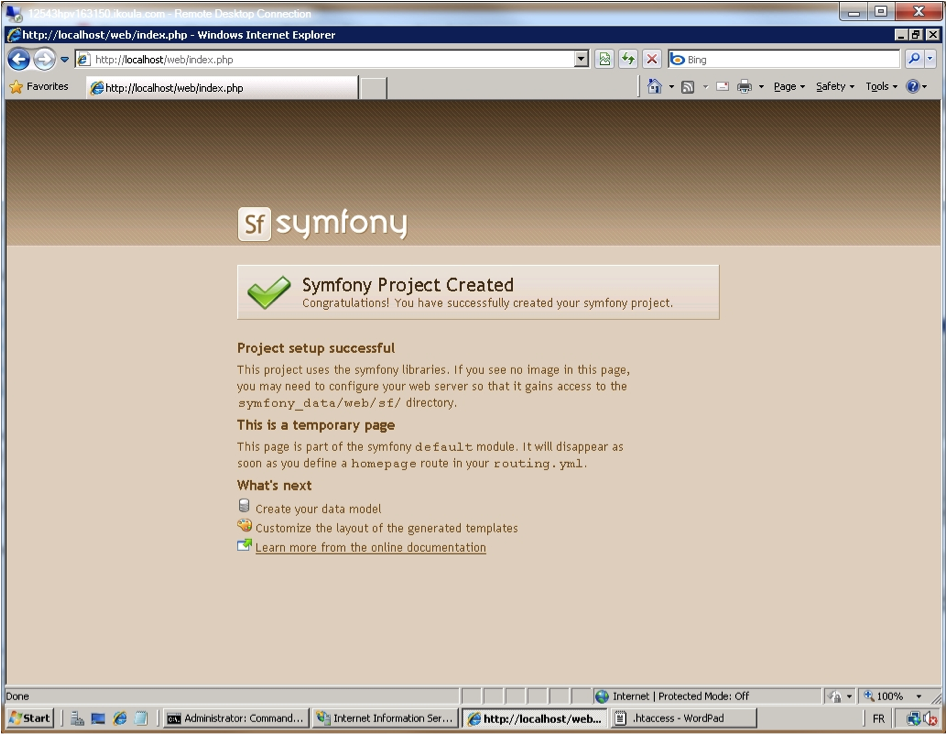 12543hpv163150.ikoula.com - Remote Desktop Connection
http://localhost/web/index.php - Windows Internet Explorer
http://localhost/web/index.php
Bing
Favorites
http://localhost/web/index.php
Page
Safety
Tools
Sf symfony
Symfony Project Created
Congratulations! You have successfully created your symfony project.
Project setup successful
This project uses the symfony libraries. If you see no image in this page,
you may need to configure your web server so that it gains access to the
symfony_data/web/sf/ directory.
This is a temporary page
This page is part of the symfony default module. It will disappear as
soon as you define a homepage route in your routing.yml.
What's next
Create your data model
Customize the layout of the generated templates
Learn more from the online documentation
Done
Internet | Protected Mode: Off
100%
Start
Administrator: Command...
Internet Information Ser...
http://localhost/web...
.htaccess - WordPad
FR